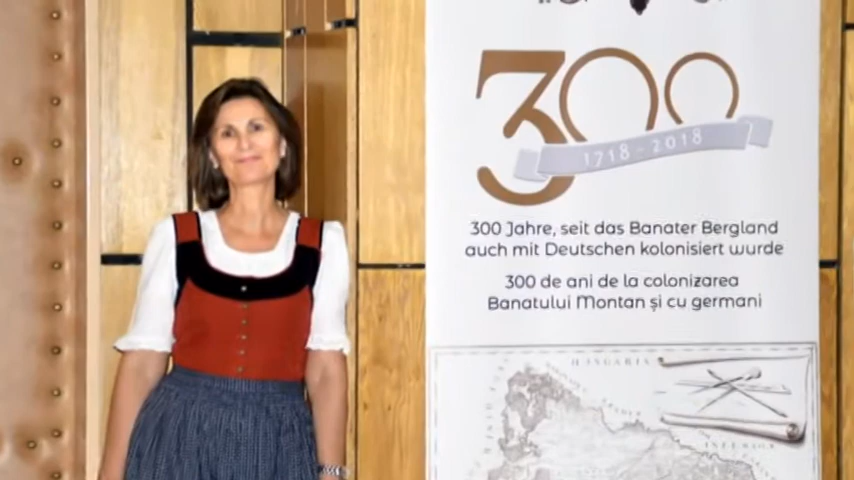 300
1718 - 2018
300 Jahre, seit das Banater Bergland
auch mit Deutschen kolonisiert wurde
300 de ani de la colonizarea
Banatului Montan și cu germani
HUNGARIA